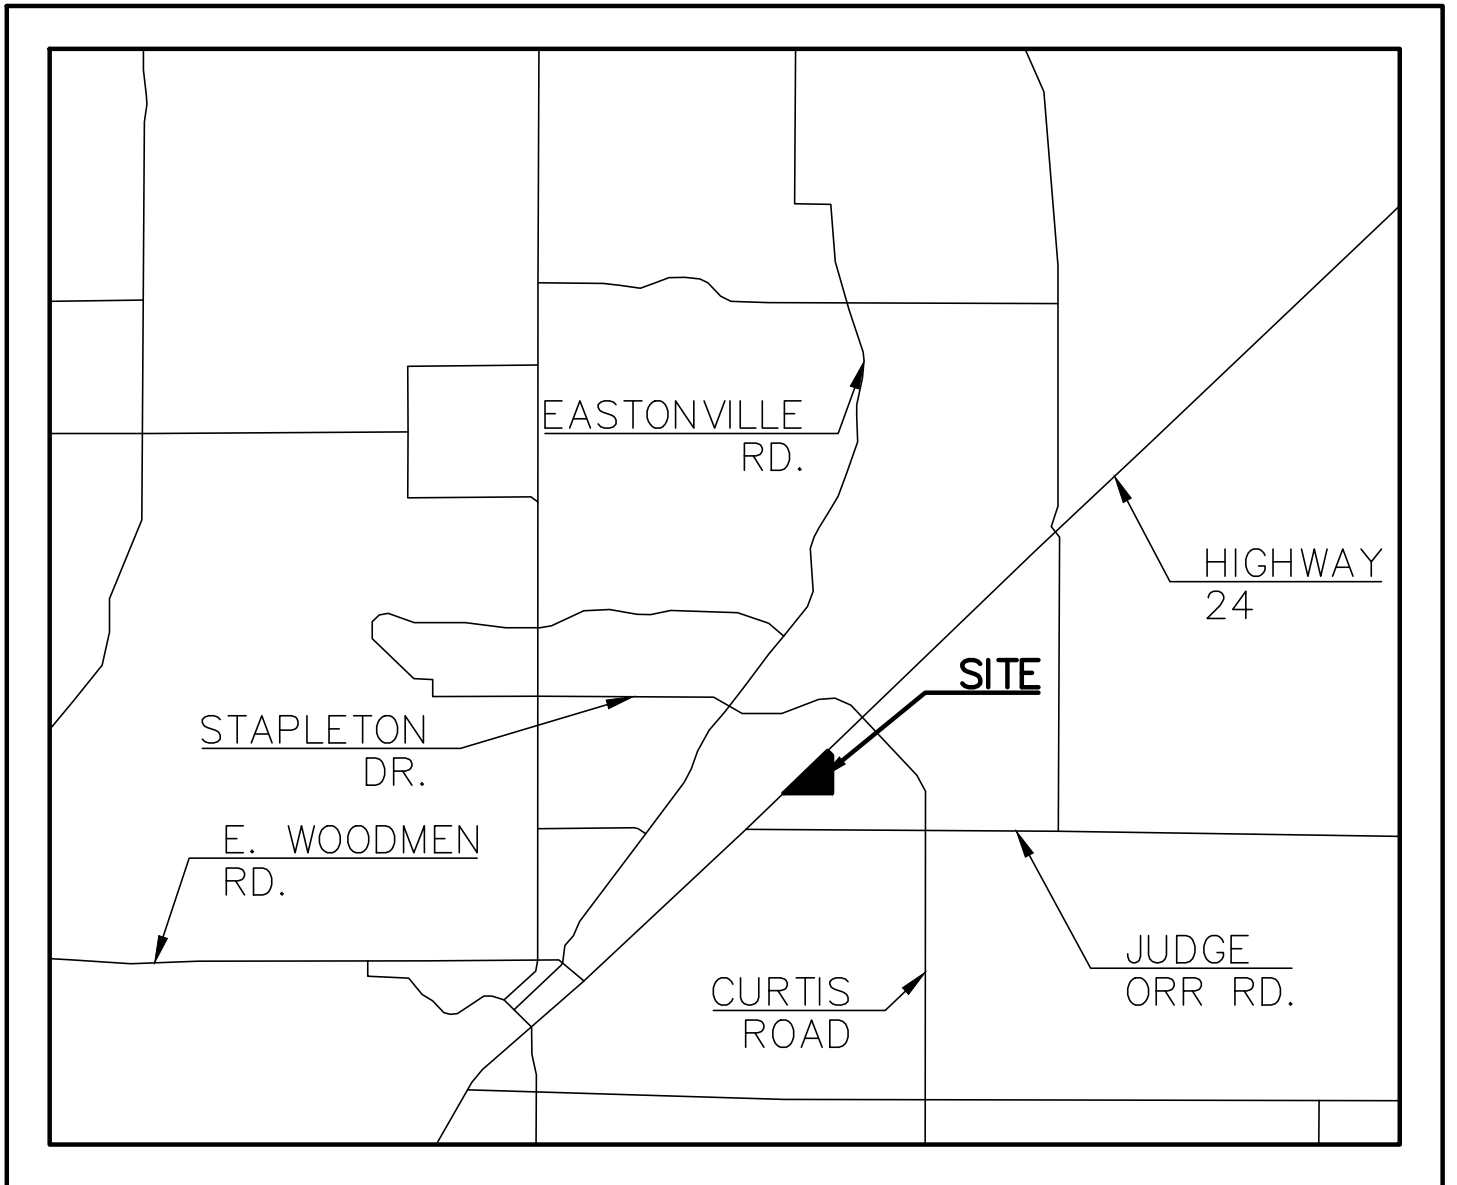 EASTONVILLE
RD.
HIGHWAY
24
SITE
STAPLETON
DR.
E. WOODMEN
RD.
JUDGE
ORR RD.
CURTIS
ROAD